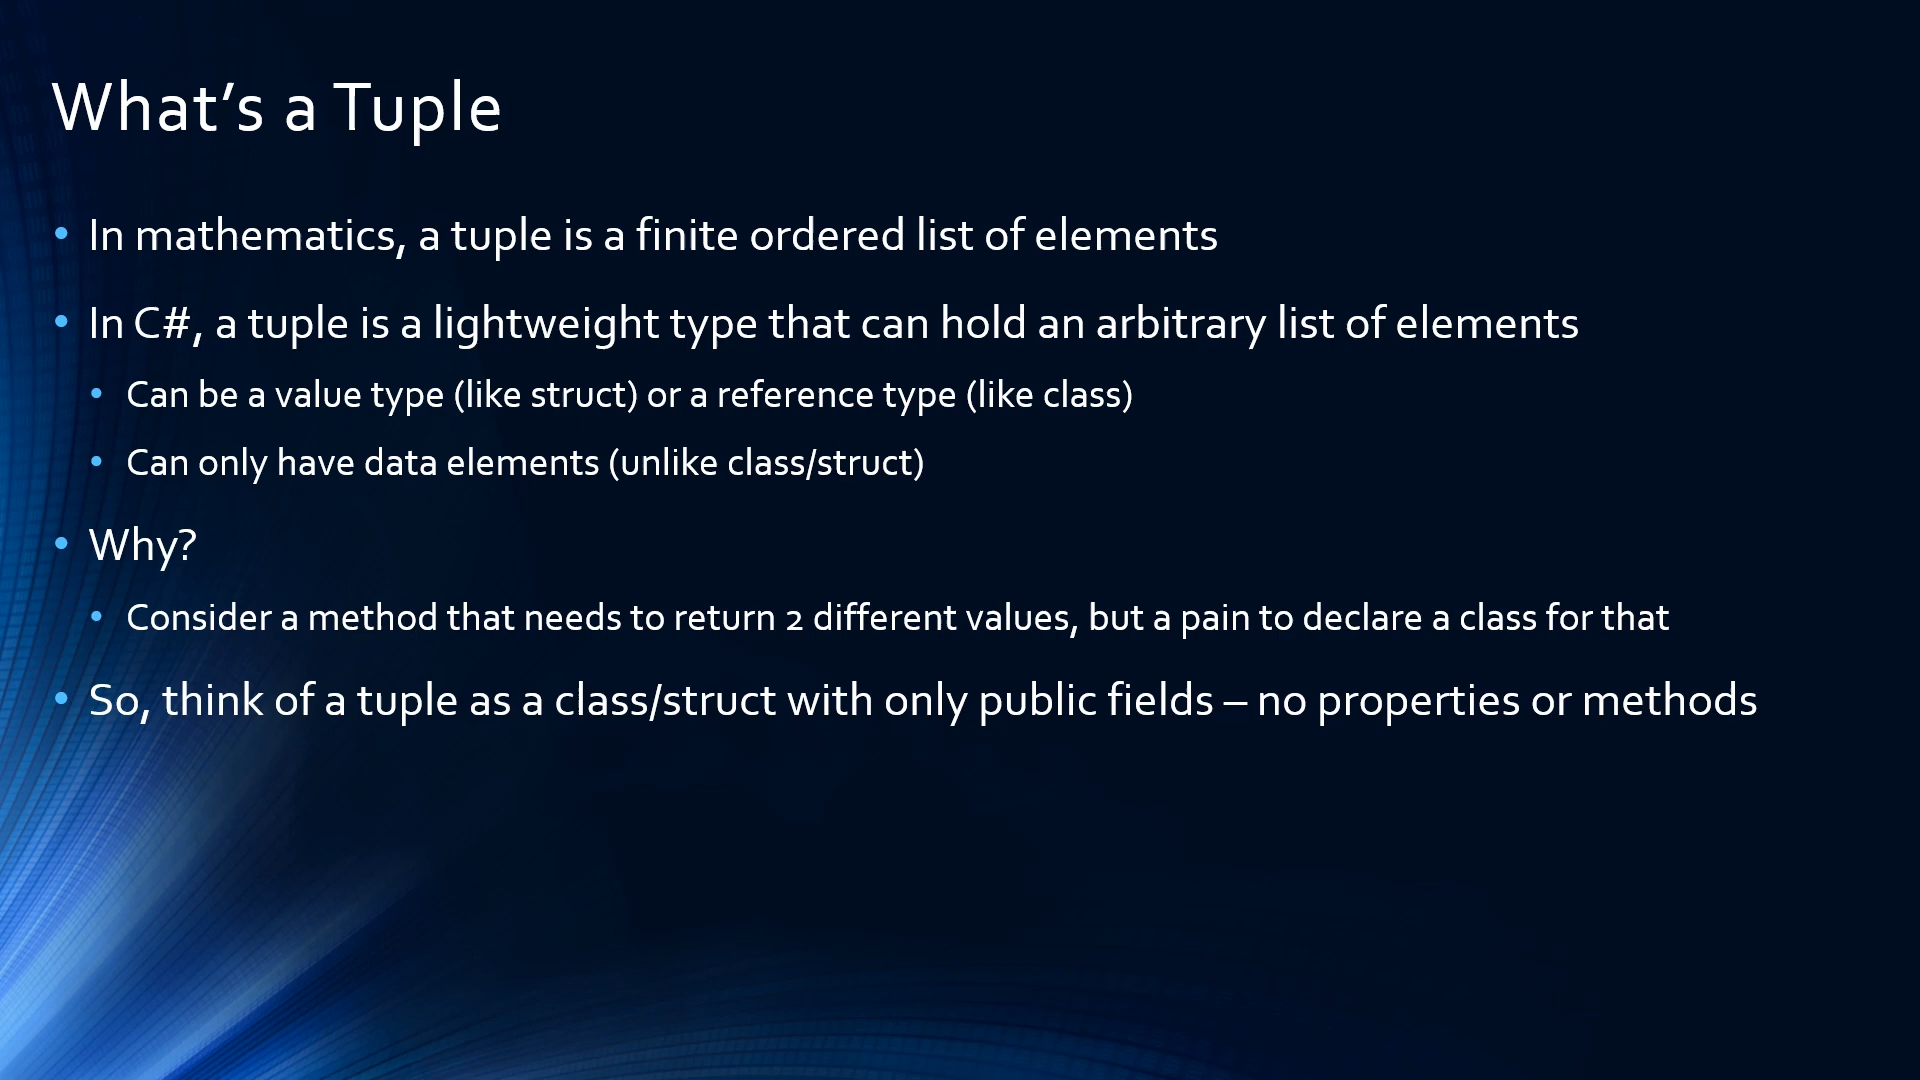 What's a Tuple
• In mathematics, a tuple is a finite ordered list of elements
• In C#, a tuple is a lightweight type that can hold an arbitrary list of elements
• Can be a value type (like struct) or a reference type (like class)
• Can only have data elements (unlike class/struct)
• Why?
• Consider a method that needs to return 2 different values, but a pain to declare a class for that
• So, think of a tuple as a class/struct with only public fields – no properties or methods